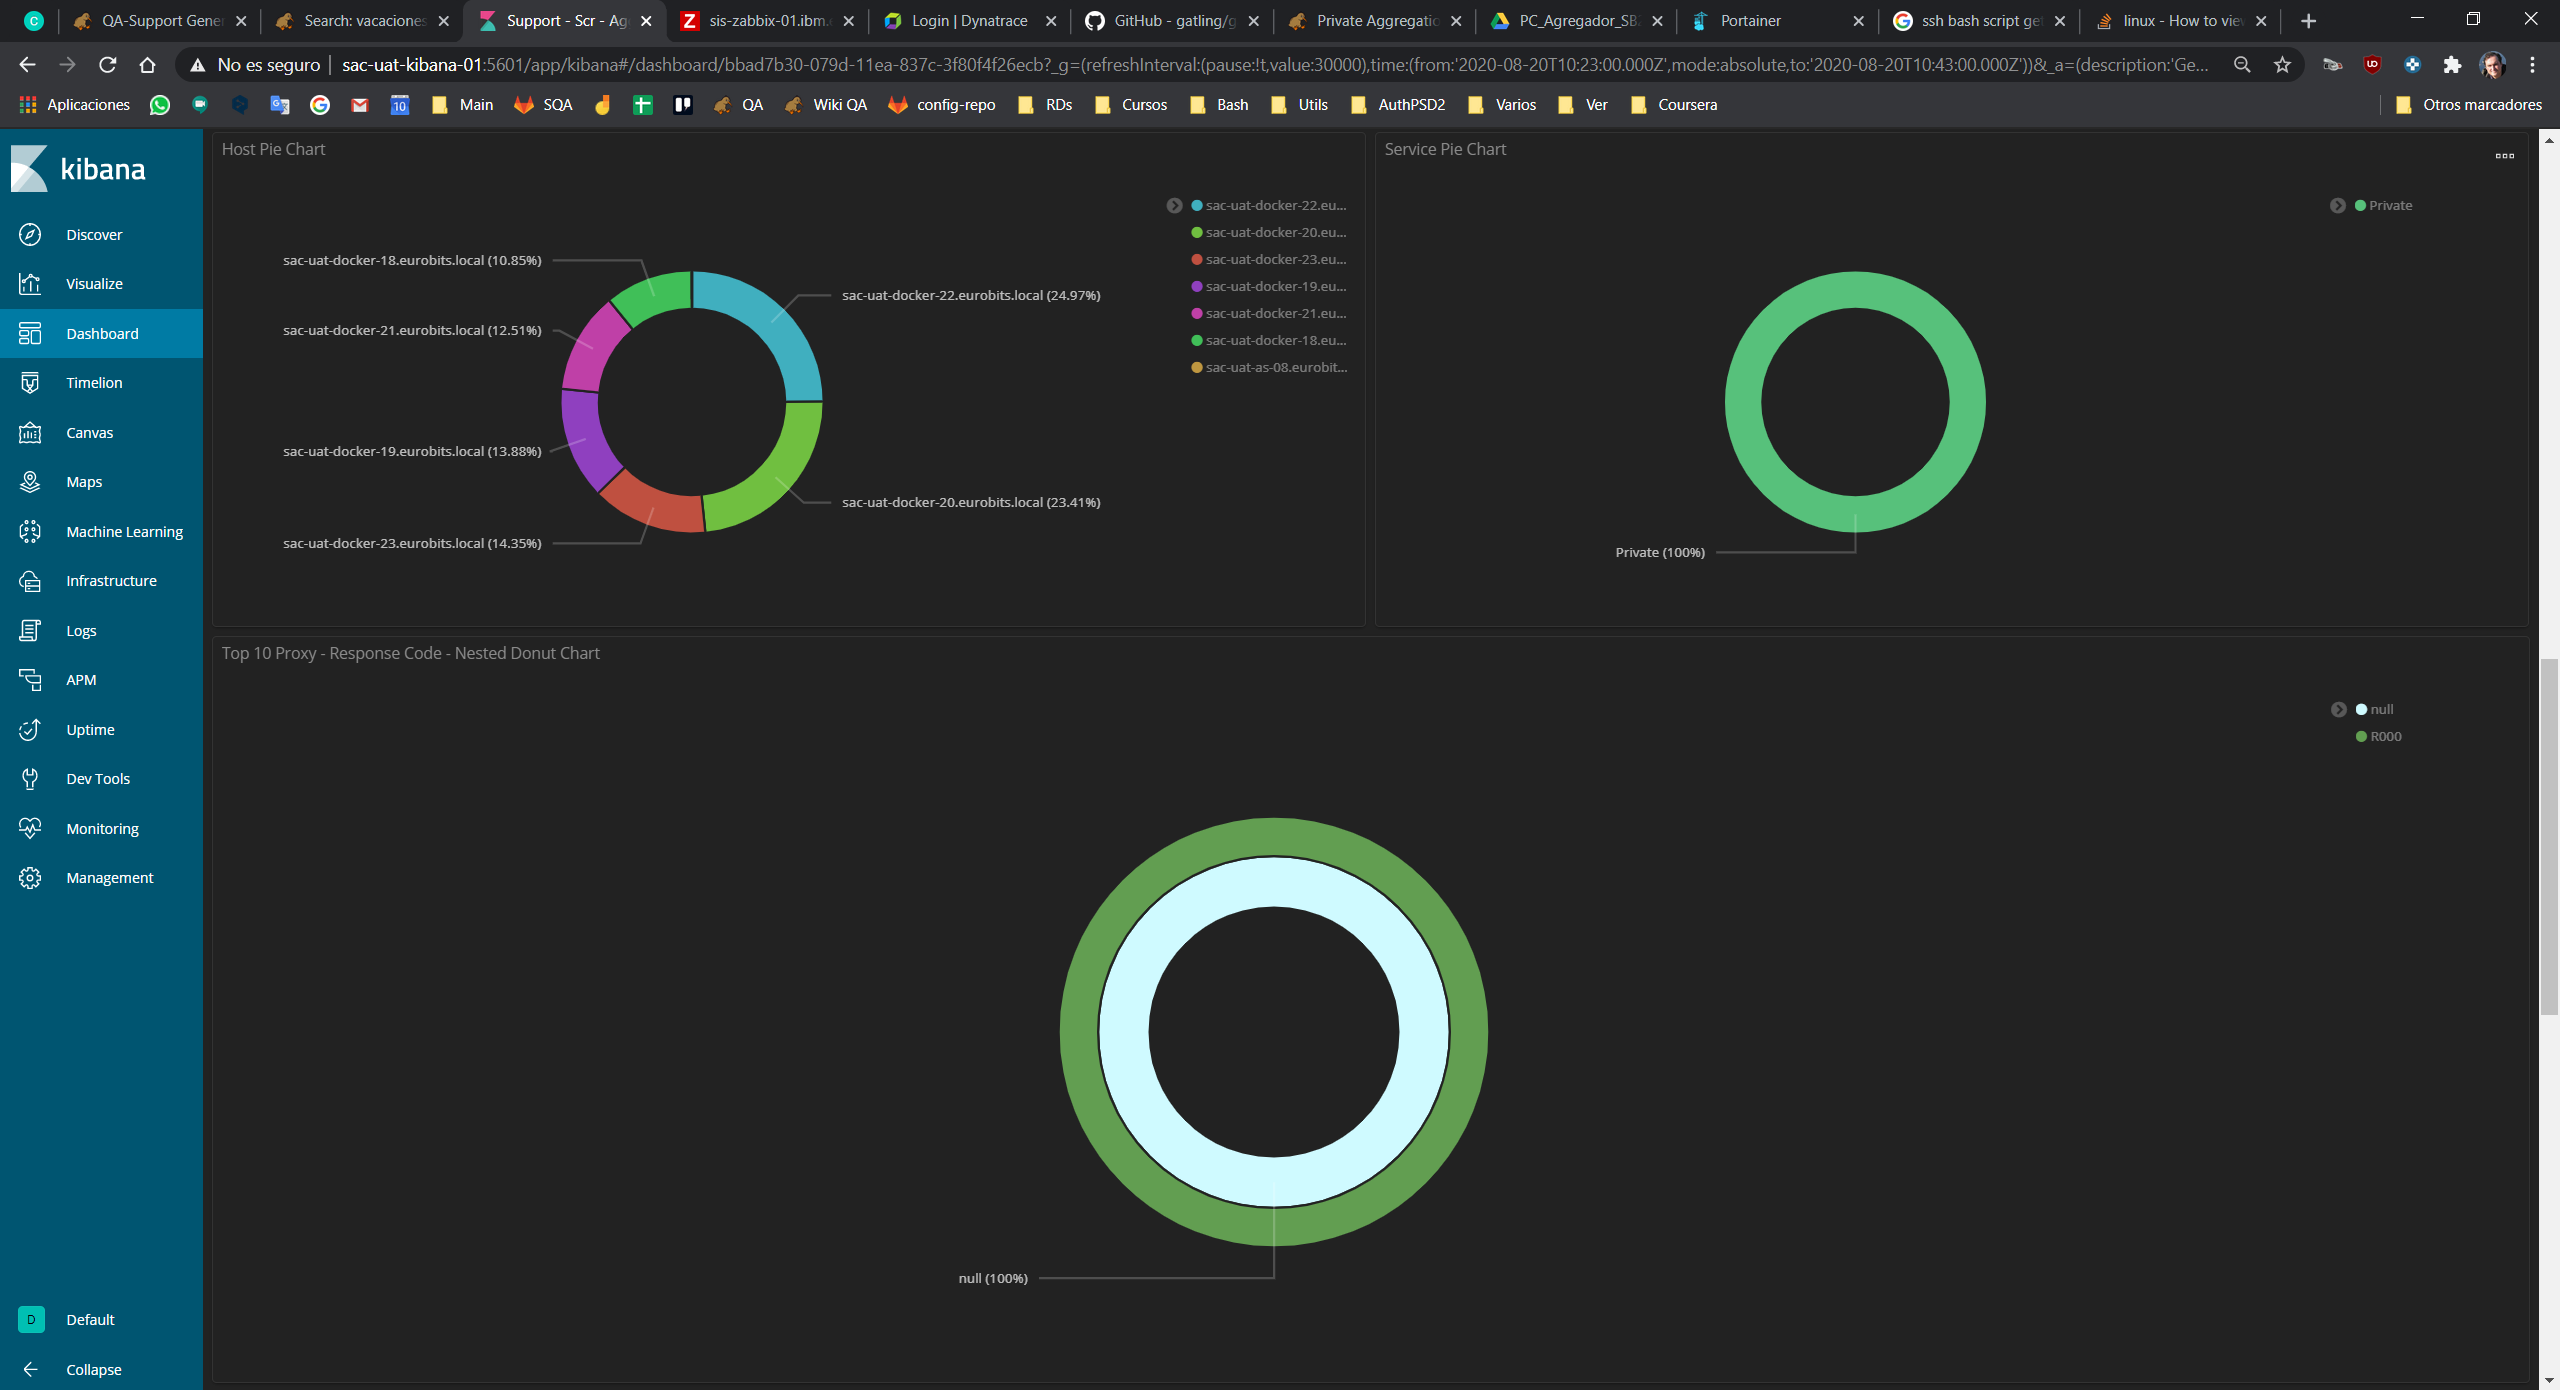 QA-Support Gener
Search: vacaciones
Support - Scr - Ag
sis-zabbix-01.ibm.
Login | Dynatrace
GitHub - gatling/g
Private Aggregatio
PC_Agregador_SB
Portainer
ssh bash script get
linux - How to view
No es seguro
sac-uat-kibana-01:5601/app/kibana#/dashboard/bbad7b30-079d-11ea-837c-3f80f4f26ecb?_g=(refreshInterval:(pause:!t,value:30000),time:(from:'2020-08-20T10:23:00.000Z',mode:absolute,to:'2020-08-20T10:43:00.000Z'))&_a=(description:'Ge...
Aplicaciones
Main
SQA
QA
Wiki QA
config-repo
RDs
Cursos
Bash
Utils
AuthPSD2
Varios
Ver
Coursera
Otros marcadores
kibana
Discover
Visualize
Dashboard
Timelion
Canvas
Maps
Machine Learning
Infrastructure
Logs
APM
Uptime
Dev Tools
Monitoring
Management
D Default
Collapse
Host Pie Chart
sac-uat-docker-18.eurobits.local (10.85%)
sac-uat-docker-22.eurobits.local (24.97%)
sac-uat-docker-21.eurobits.local (12.51%)
sac-uat-docker-19.eurobits.local (13.88%)
sac-uat-docker-20.eurobits.local (23.41%)
sac-uat-docker-23.eurobits.local (14.35%)
sac-uat-docker-22.eu...
sac-uat-docker-20.eu...
sac-uat-docker-23.eu...
sac-uat-docker-19.eu...
sac-uat-docker-21.eu...
sac-uat-docker-18.eu...
sac-uat-as-08.eurobit...
Service Pie Chart
Private
Private (100%)
Top 10 Proxy - Response Code - Nested Donut Chart
null
R000
null (100%)